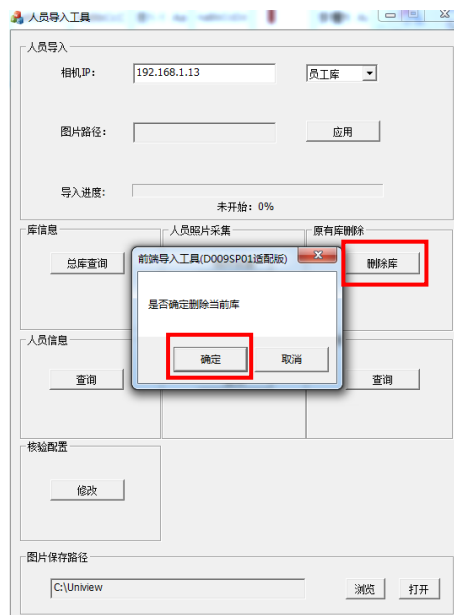 人员导入工具
人员导入
相机IP:
192.168.1.13
员工库
图片路径:
应用
导入进度:
未开始: 0%
库信息
人员照片采集
原有库删除
总库查询
删除库
前端导入工具(D009SP01适配版)
是否确定删除当前库
确定
取消
人员信息
查询
查询
核验配置
修改
图片保存路径
C:\Uniview
浏览
打开